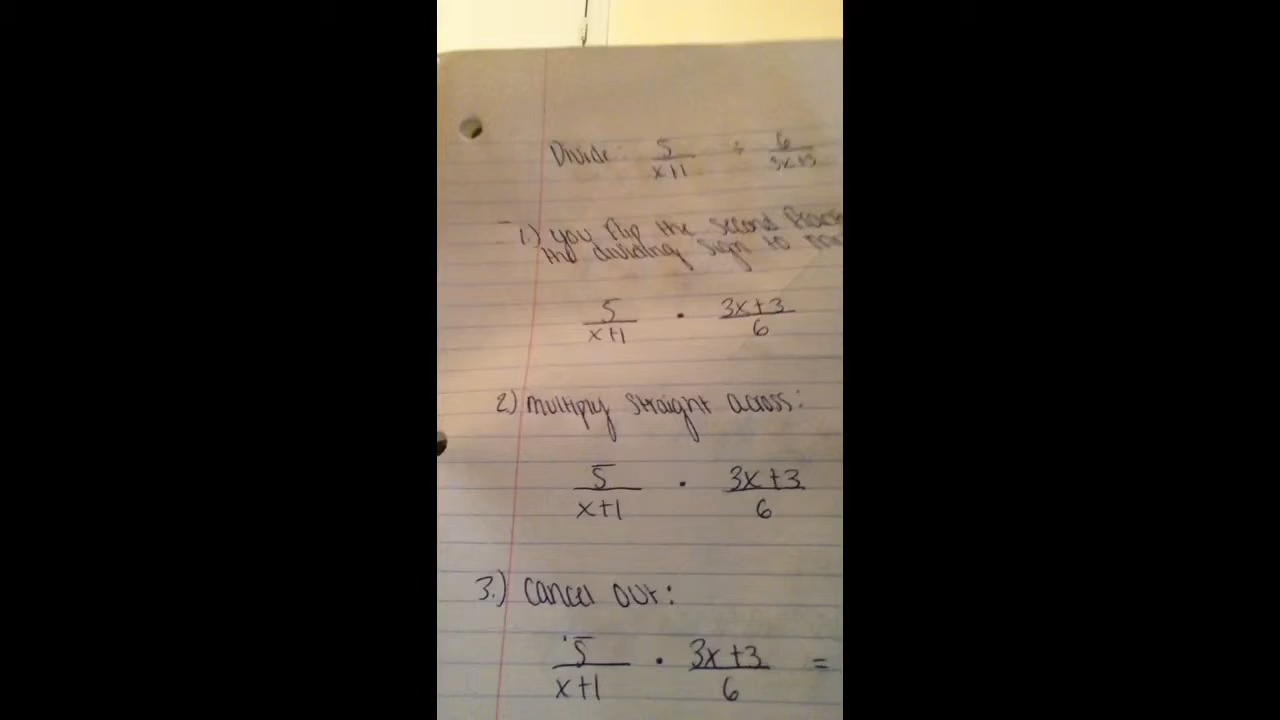 Divide: 5/x+1 ÷ 6/3x+3
1.) you flip the second
the dividing sign to
5/x+1 · 3x+3/6
2) multiply straight across:
5/x+1 · 3x+3/6
3.) cancel out:
5/x+1 · 3x+3/6 =